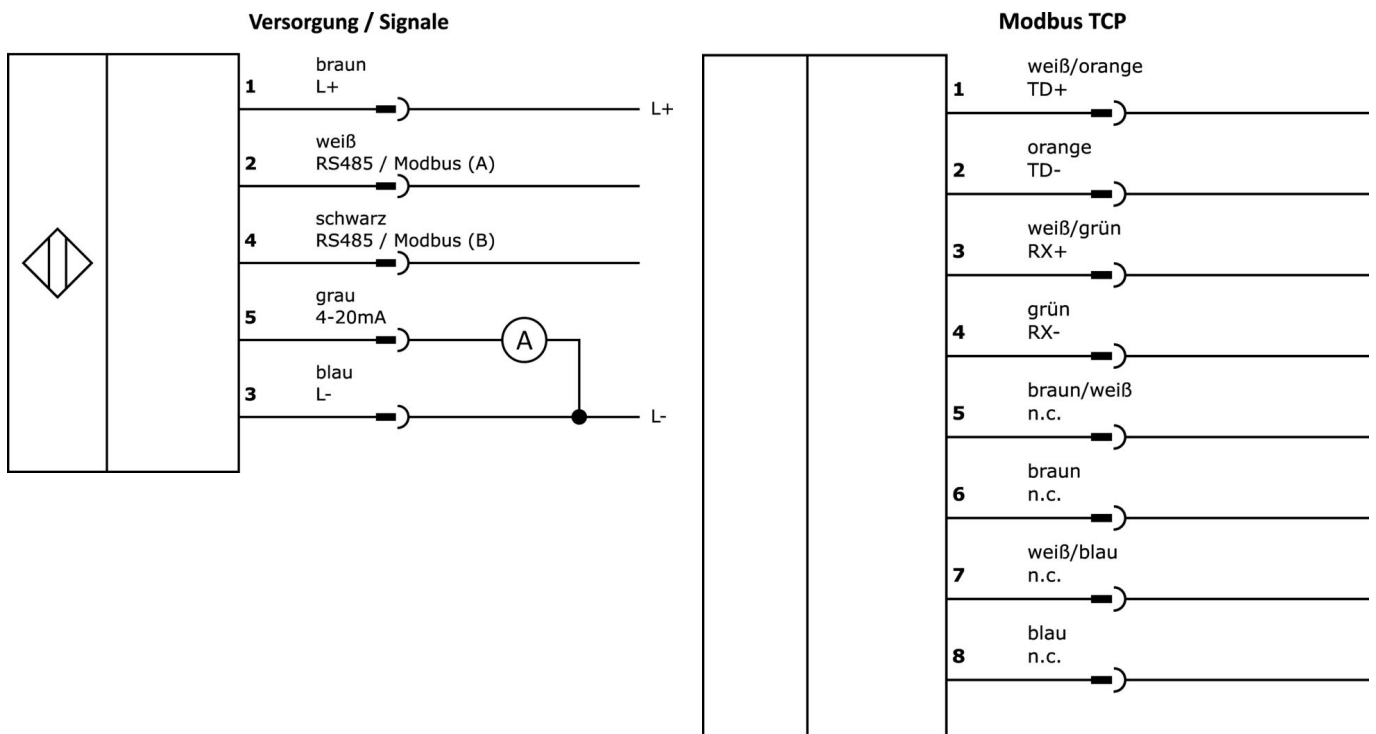 Versorgung / Signale
braun
1 L+
L+
weiß
2 RS485 / Modbus (A)
schwarz
4 RS485 / Modbus (B)
grau
5 4-20mA
A
blau
3 L-
L-
Modbus TCP
weiß/orange
1 TD+
orange
2 TD-
weiß/grün
3 RX+
grün
4 RX-
braun/weiß
5 n.c.
braun
6 n.c.
weiß/blau
7 n.c.
blau
8 n.c.